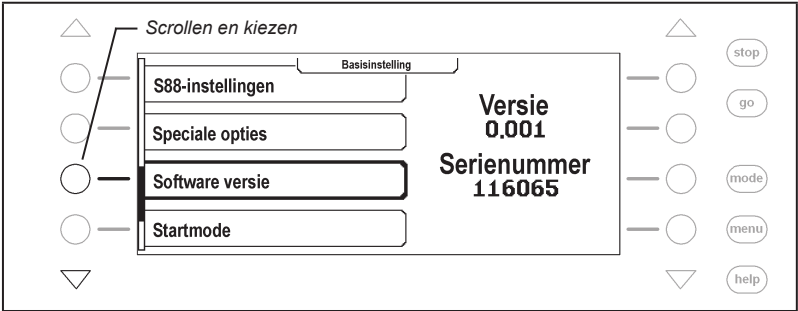 Scrollen en kiezen
Basisinstelling
S88-instellingen
Speciale opties
Software versie
Startmode
Versie
0.001
Serienummer
116065
stop
go
mode
menu
help